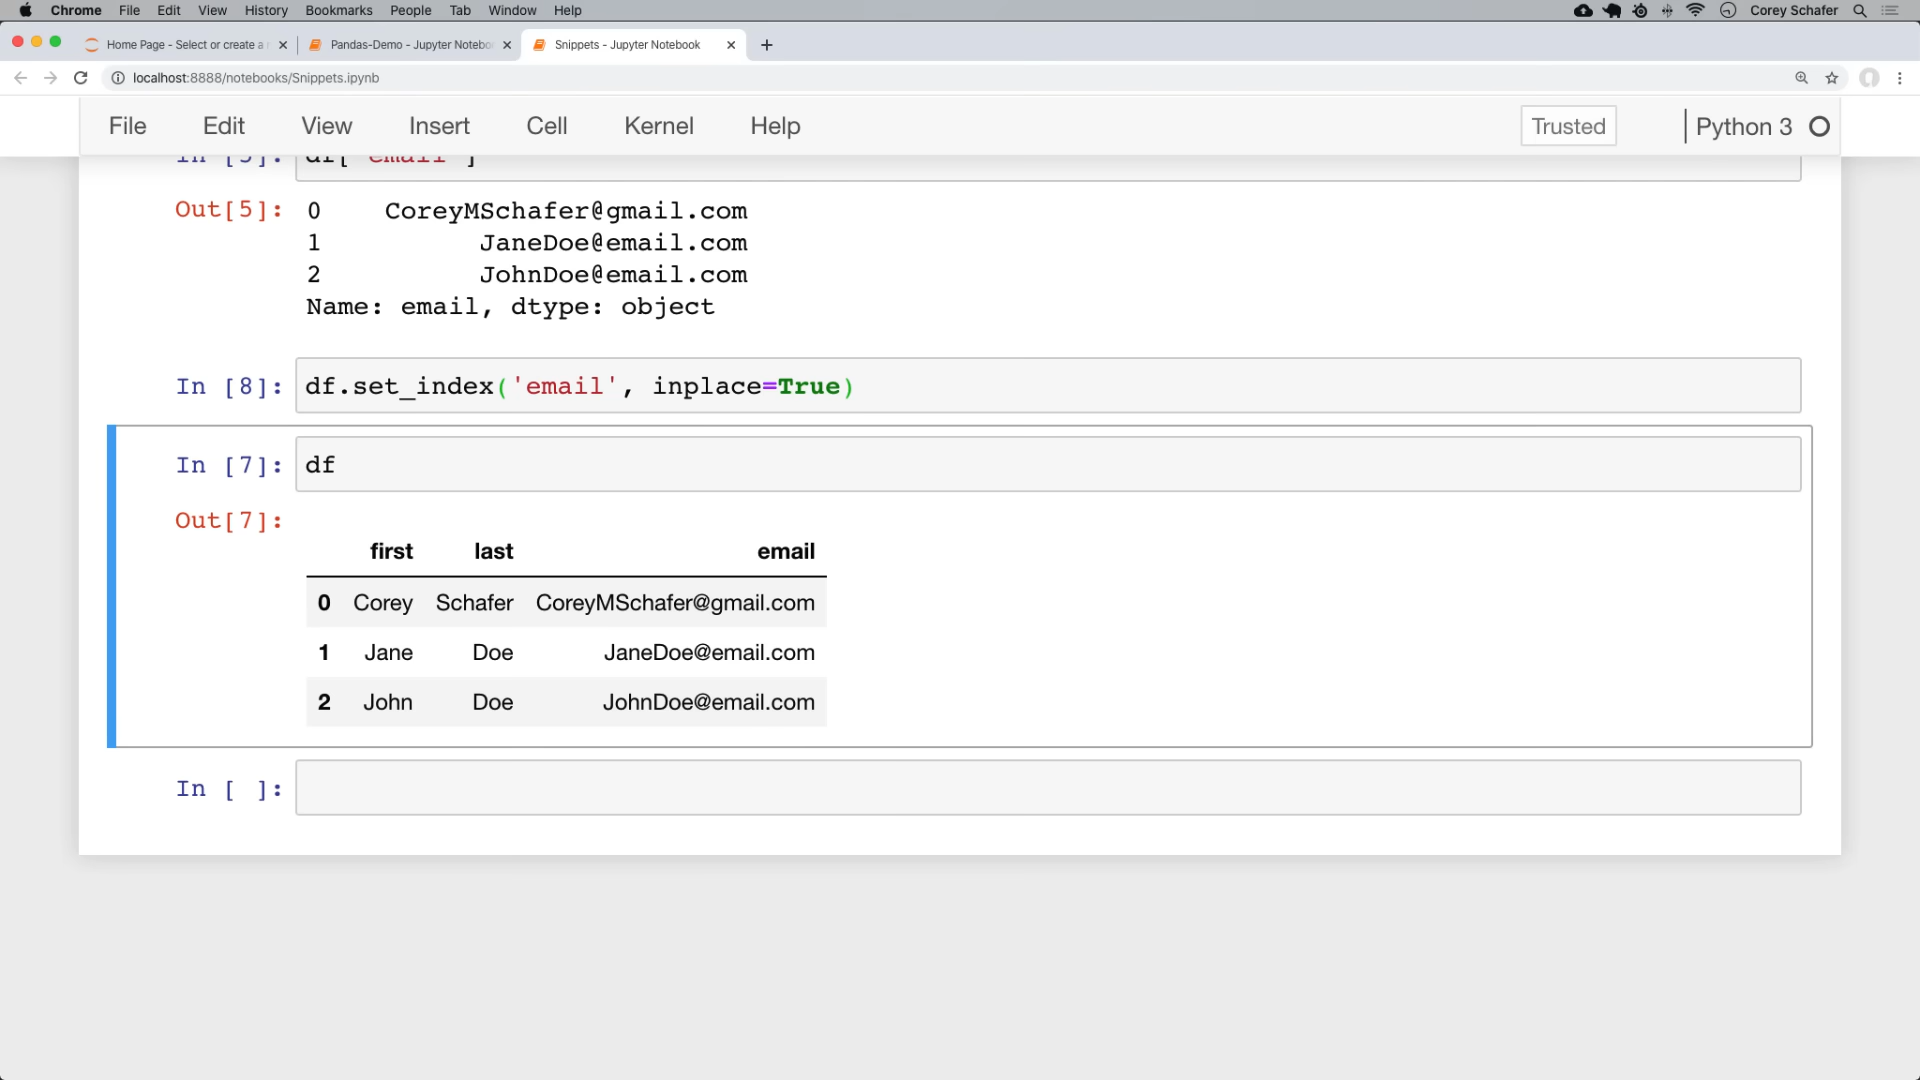 Chrome File Edit View History Bookmarks People Tab Window Help Corey Schafer
Home Page - Select or create a Pandas-Demo - Jupyter Notebo Snippets - Jupyter Notebook
localhost:8888/notebooks/Snippets.ipynb
File Edit View Insert Cell Kernel Help Trusted Python 3
In [5]: df['email']
Out[5]: 0 CoreyMSchafer@gmail.com
1 JaneDoe@email.com
2 JohnDoe@email.com
Name: email, dtype: object
In [8]: df.set_index('email', inplace=True)
In [7]: df
Out[7]:
first last email
0 Corey Schafer CoreyMSchafer@gmail.com
1 Jane Doe JaneDoe@email.com
2 John Doe JohnDoe@email.com
In [ ]: